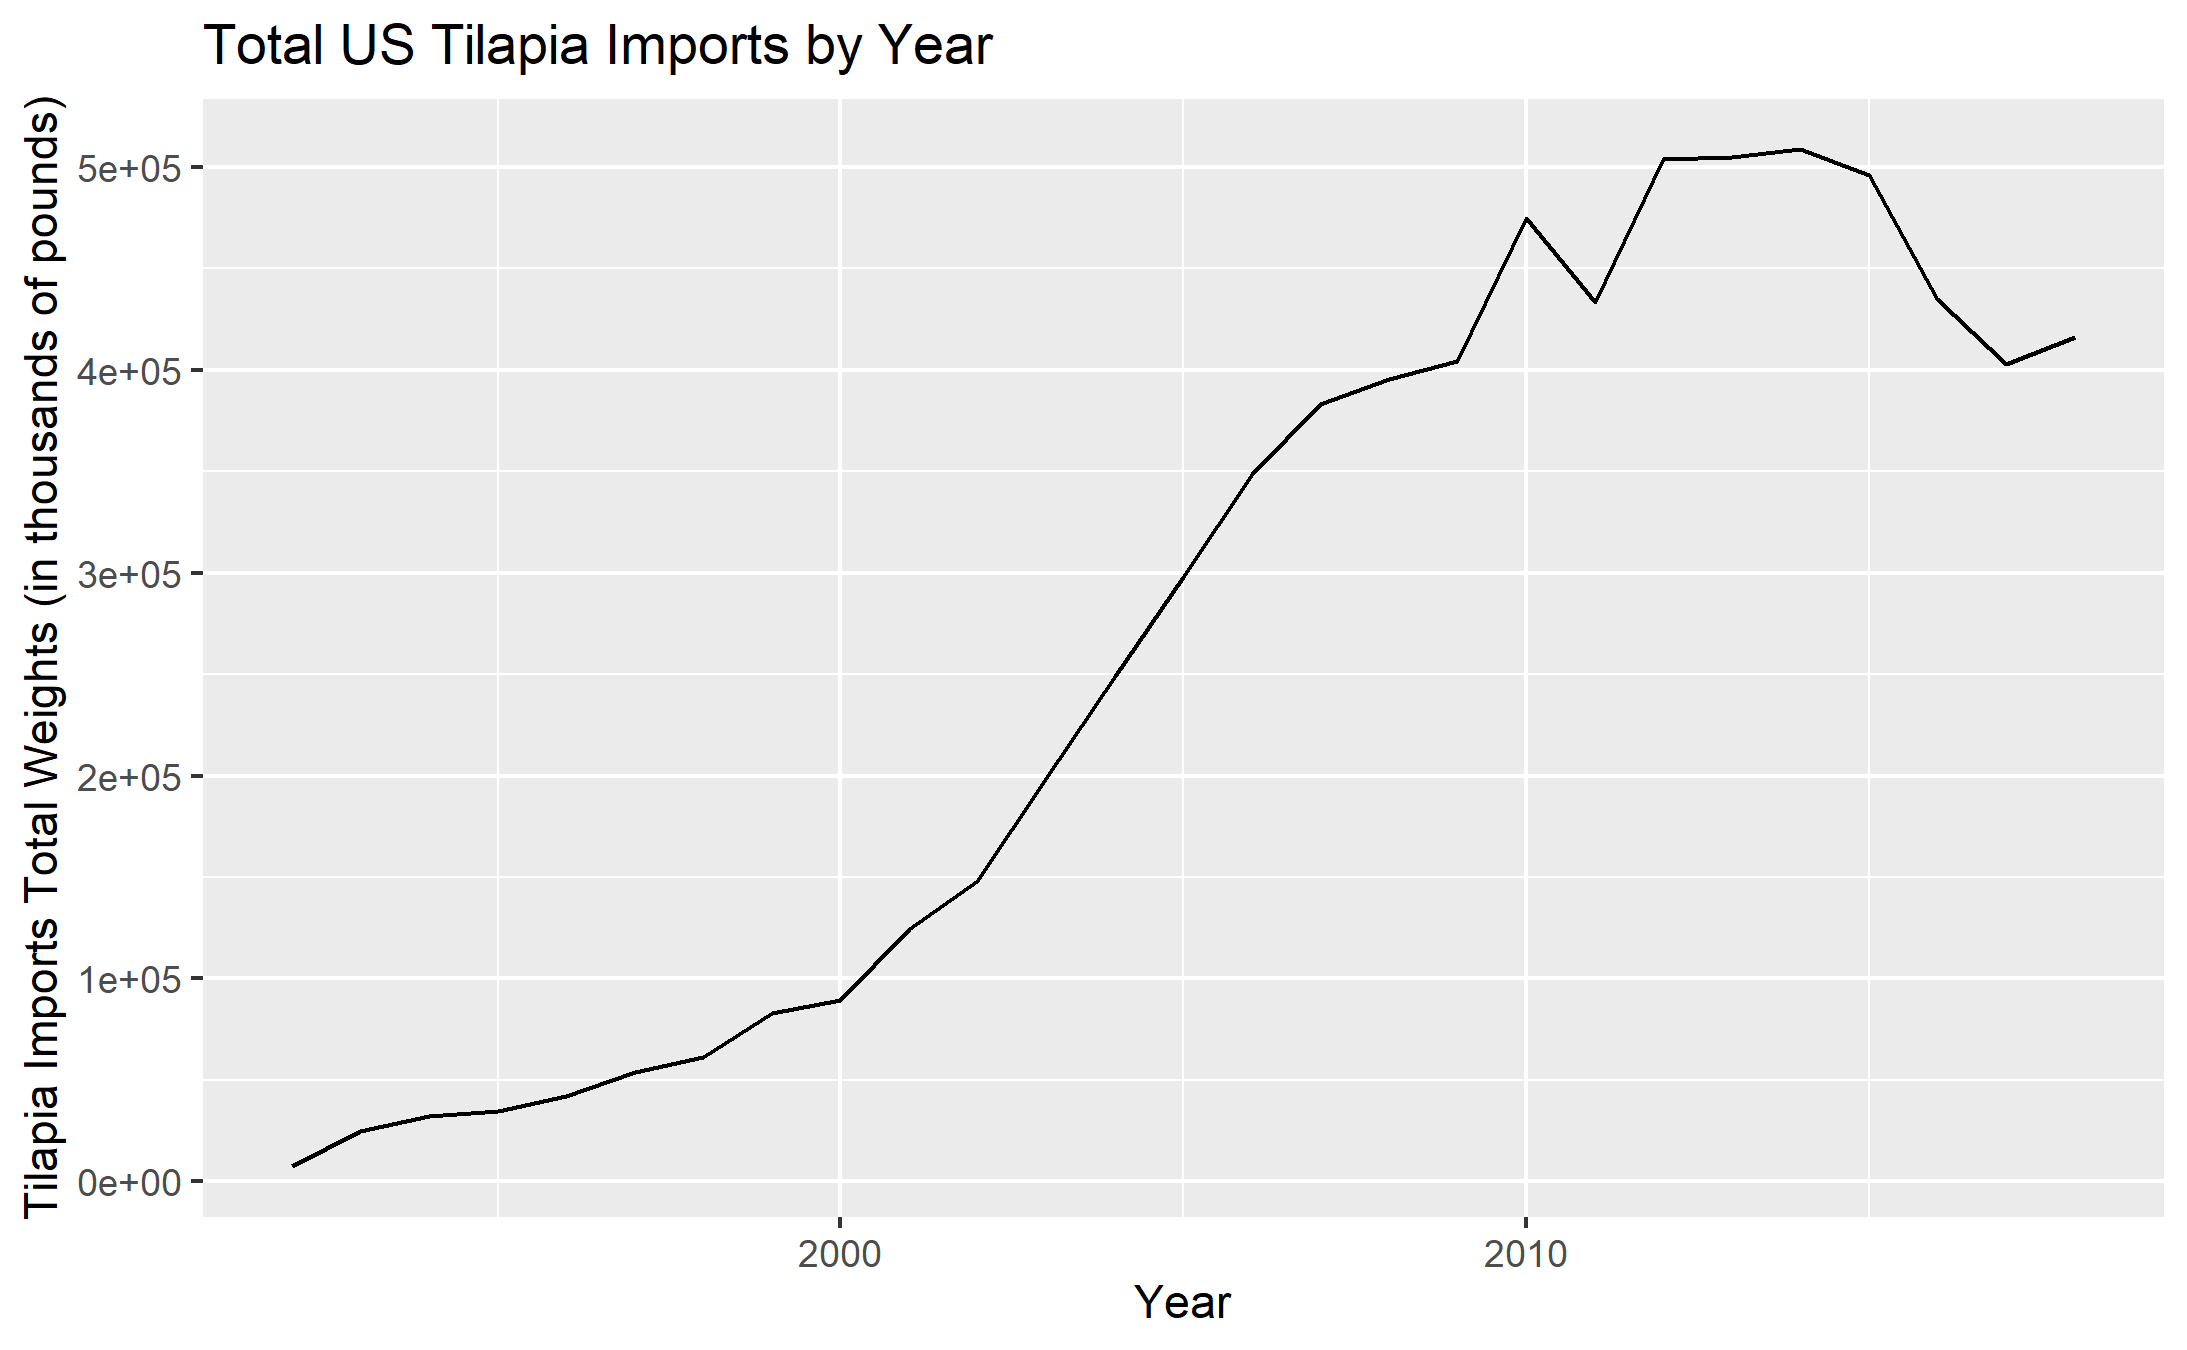 Total US Tilapia Imports by Year
Tilapia Imports Total Weights (in thousands of pounds)
5e+05
4e+05
3e+05
2e+05
1e+05
0e+00
2000
2010
Year